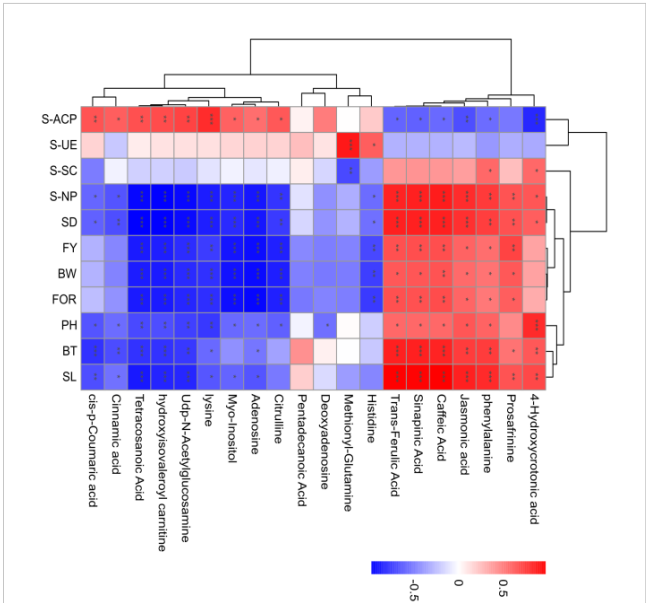 S-ACP
S-UE
S-SC
S-NP
SD
FY
BW
FOR
PH
BT
SL
cis-p-Coumaric acid
Cinnamic acid
Tetracosanoic Acid
hydroxyisovaleroyl carnitine
Udp-N-Acetylglucosamine
lysine
Myo-Inositol
Adenosine
Citrulline
Pentadecanoic Acid
Deoxyadenosine
Methionyl-Glutamine
Histidine
Trans-Ferulic Acid
Sinapinic Acid
Caffeic Acid
Jasmonic acid
phenylalanine
Prosafrinine
4-Hydroxycrotonic acid
-0.5
0
0.5